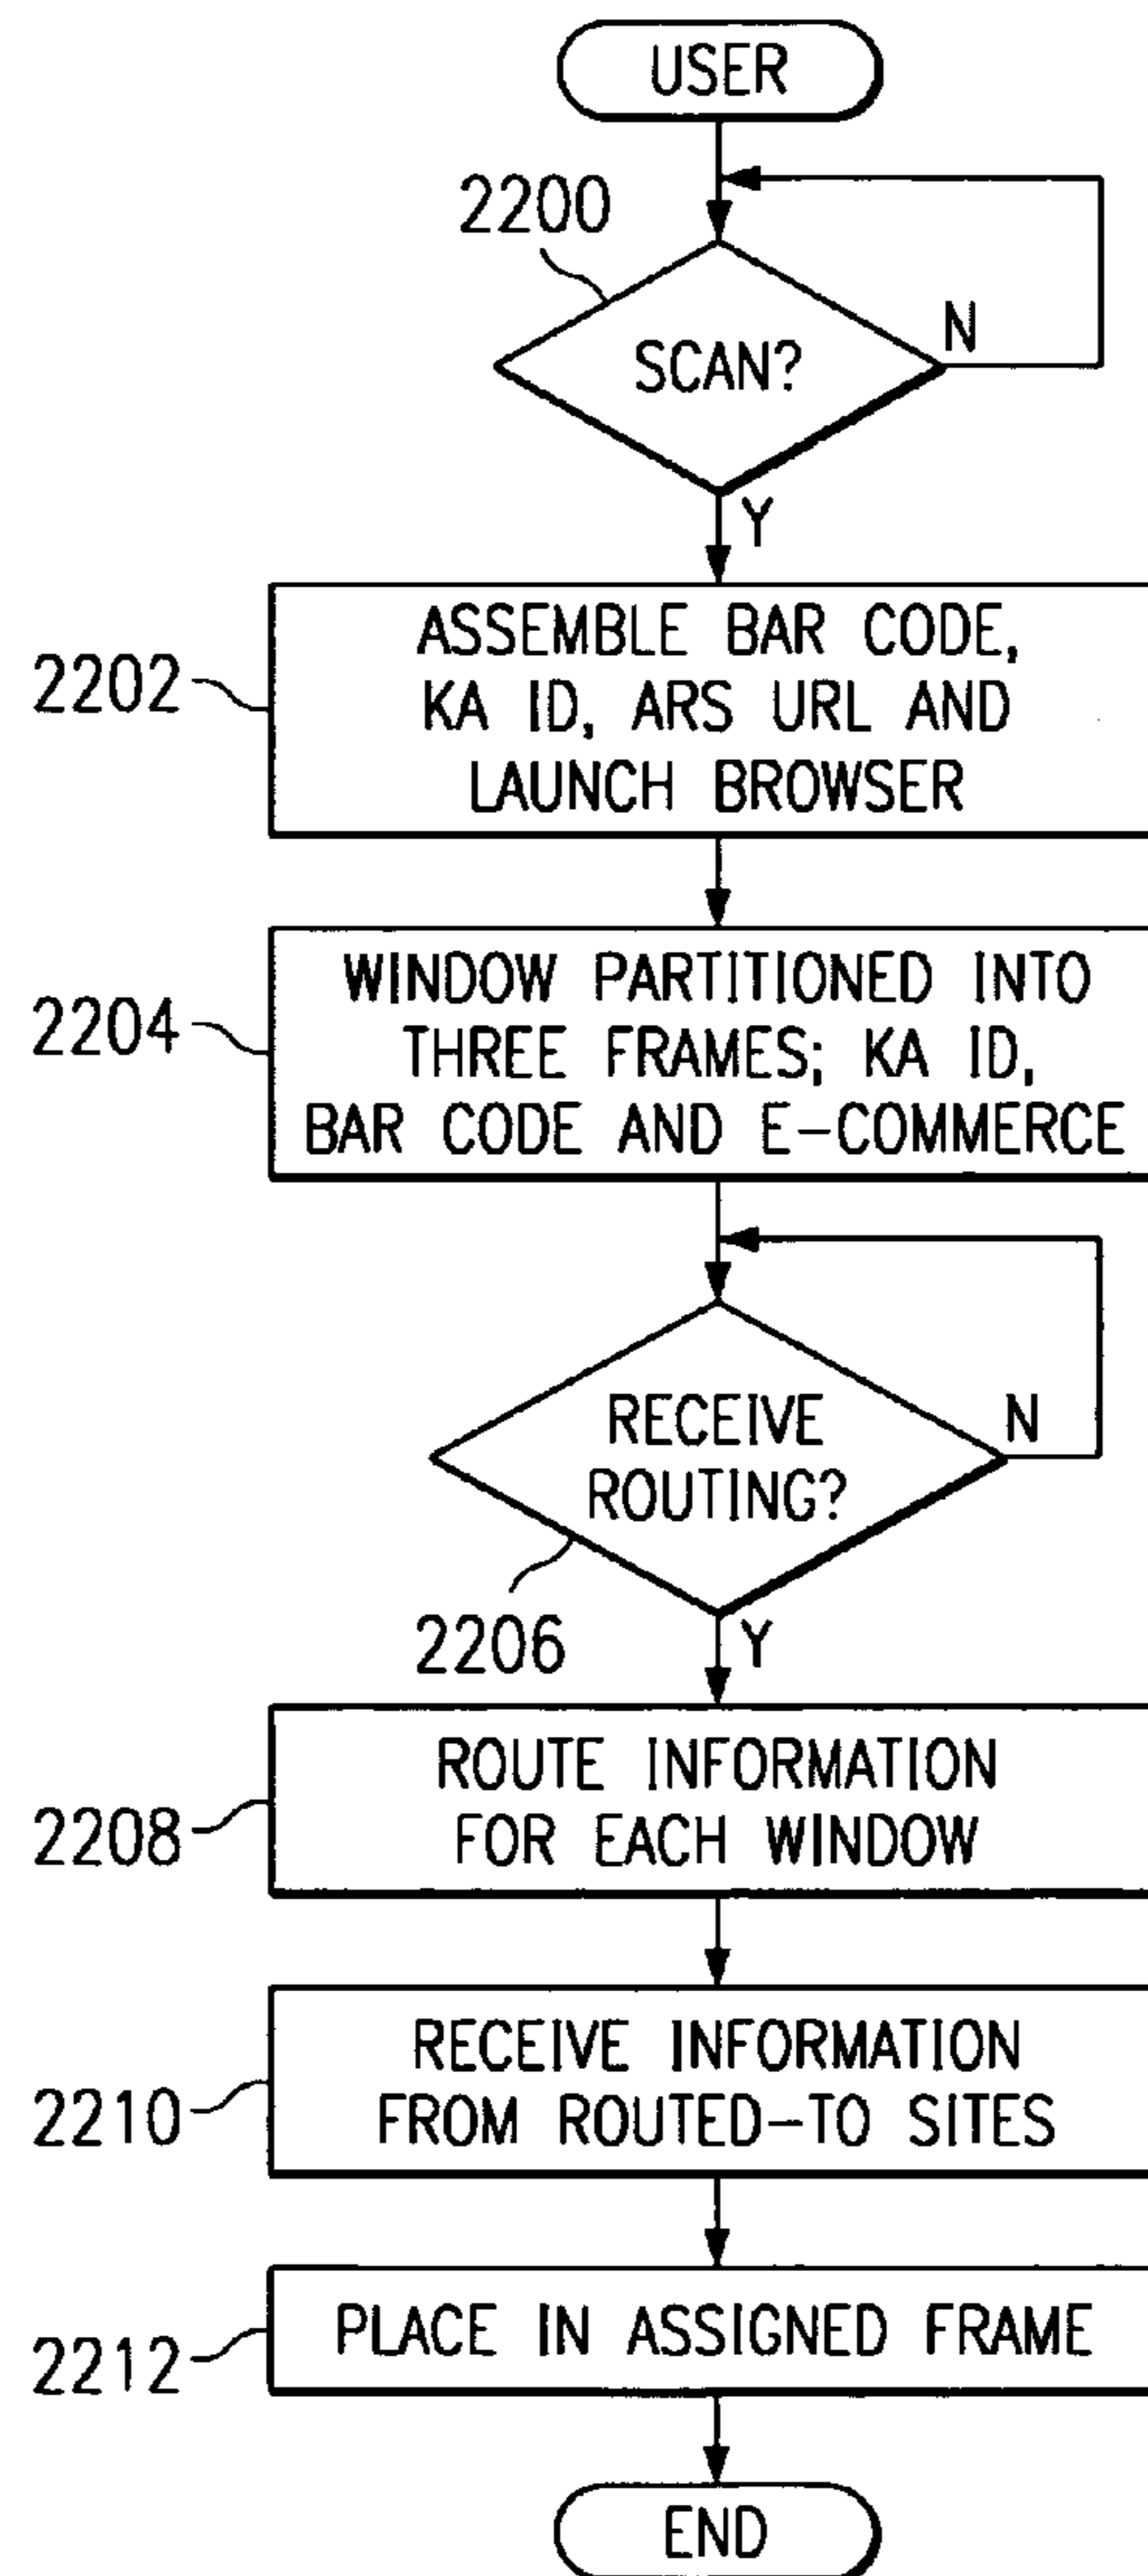 USER
2200
SCAN?
N
Y
2202
ASSEMBLE BAR CODE,
KA ID, ARS URL AND
LAUNCH BROWSER
2204
WINDOW PARTITIONED INTO
THREE FRAMES; KA ID,
BAR CODE AND E-COMMERCE
RECEIVE
ROUTING?
N
2206
Y
2208
ROUTE INFORMATION
FOR EACH WINDOW
2210
RECEIVE INFORMATION
FROM ROUTED-TO SITES
2212
PLACE IN ASSIGNED FRAME
END